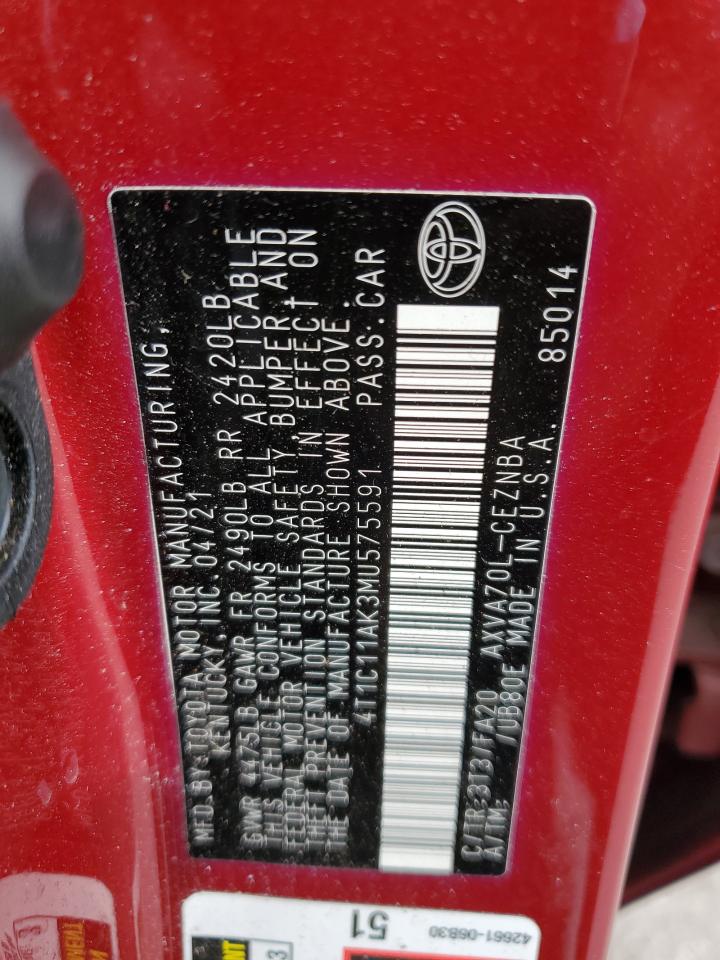 MFD.BY:TOYOTA MOTOR MANUFACTURING,
KENTUCKY, INC.04/21
GVWR 4475LB GAWR FR 2490LB RR 2420LB
THIS VEHICLE CONFORMS TO ALL APPLICABLE
FEDERAL MOTOR VEHICLE SAFETY, BUMPER, AND
THEFT PREVENTION STANDARDS IN EFFECT ON
THE DATE OF MANUFACTURE SHOWN ABOVE.
4T1C11AK3MU575591 PASS.CAR
C/TR:3T3/FA20 AXVA70L-CEZNBA
A/TM: /UB80E MADE IN U.S.A. 85014
51
42661-06B30